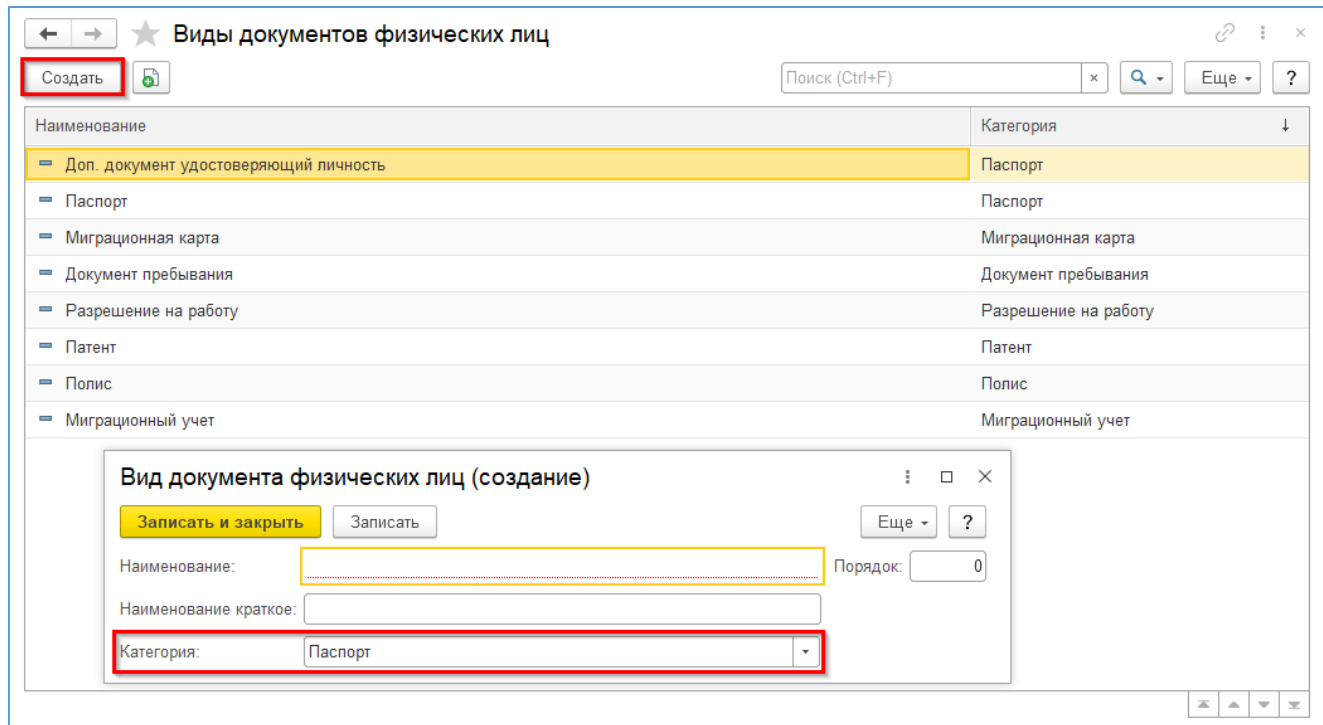 Виды документов физических лиц
Создать Поиск (Ctrl+F) × Еще ?
Наименование Категория ↓
Доп. документ удостоверяющий личность Паспорт
Паспорт Паспорт
Миграционная карта Миграционная карта
Документ пребывания Документ пребывания
Разрешение на работу Разрешение на работу
Патент Патент
Полис Полис
Миграционный учет Миграционный учет
Вид документа физических лиц (создание)
Записать и закрыть Записать Еще ?
Наименование: Порядок: 0
Наименование краткое:
Категория: Паспорт